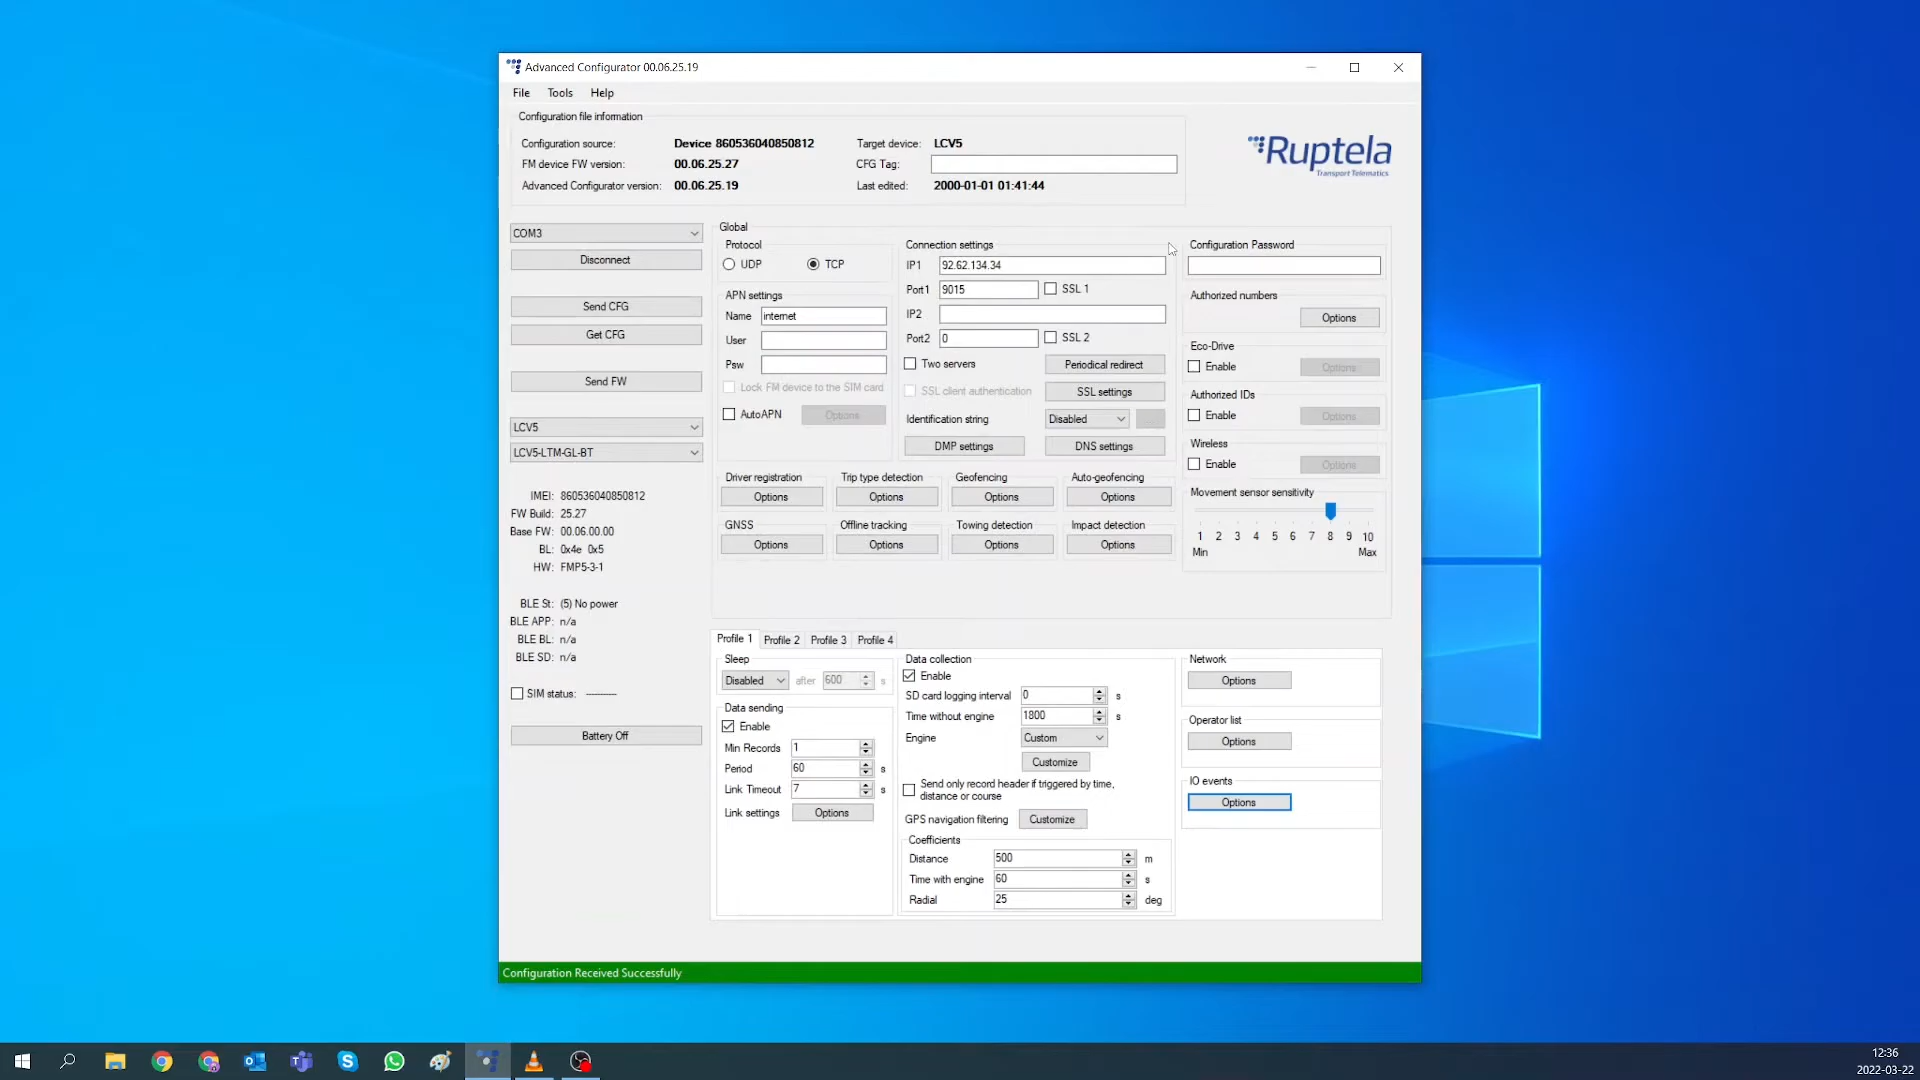 Advanced Configurator 00.06.25.19
File Tools Help
Configuration file information
Configuration source: Device 860536040850812 Target device: LCV5
FM device FW version: 00.06.25.27 CFG Tag:
Advanced Configurator version: 00.06.25.19 Last edited: 2000-01-01 01:41:44
Ruptela
Transport Telematics
COM3
Disconnect
Send CFG
Get CFG
Send FW
LCV5
LCV5-LTM-GL-BT
IMEI: 860536040850812
FW Build: 25.27
Base FW: 00.06.00.00
BL: 0x4e 0x5
HW: FMP5-3-1
BLE St: (5) No power
BLE APP: n/a
BLE BL: n/a
BLE SD: n/a
SIM status: ----------
Battery Off
Global
Protocol
UDP TCP
APN settings
Name internet
User
Psw
Lock FM device to the SIM card
AutoAPN Options
Connection settings
IP1 92.62.134.34
Port1 9015 SSL 1
IP2
Port2 0 SSL 2
Two servers Periodical redirect
SSL client authentication SSL settings
Identification string Disabled
DMP settings DNS settings
Configuration Password
Authorized numbers
Options
Eco-Drive
Enable Options
Authorized IDs
Enable Options
Wireless
Enable Options
Movement sensor sensitivity
1 2 3 4 5 6 7 8 9 10
Min Max
Driver registration Trip type detection Geofencing Auto-geofencing
Options Options Options Options
GNSS Offline tracking Towing detection Impact detection
Options Options Options Options
Profile 1 Profile 2 Profile 3 Profile 4
Sleep
Disabled after 600 s
Data sending
Enable
Min Records 1
Period 60 s
Link Timeout 7 s
Link settings Options
Data collection
Enable
SD card logging interval 0 s
Time without engine 1800 s
Engine Custom
Customize
Send only record header if triggered by time,
distance or course
GPS navigation filtering Customize
Coefficients
Distance 500 m
Time with engine 60 s
Radial 25 deg
Network
Options
Operator list
Options
IO events
Options
Configuration Received Successfully
12:36
2022-03-22